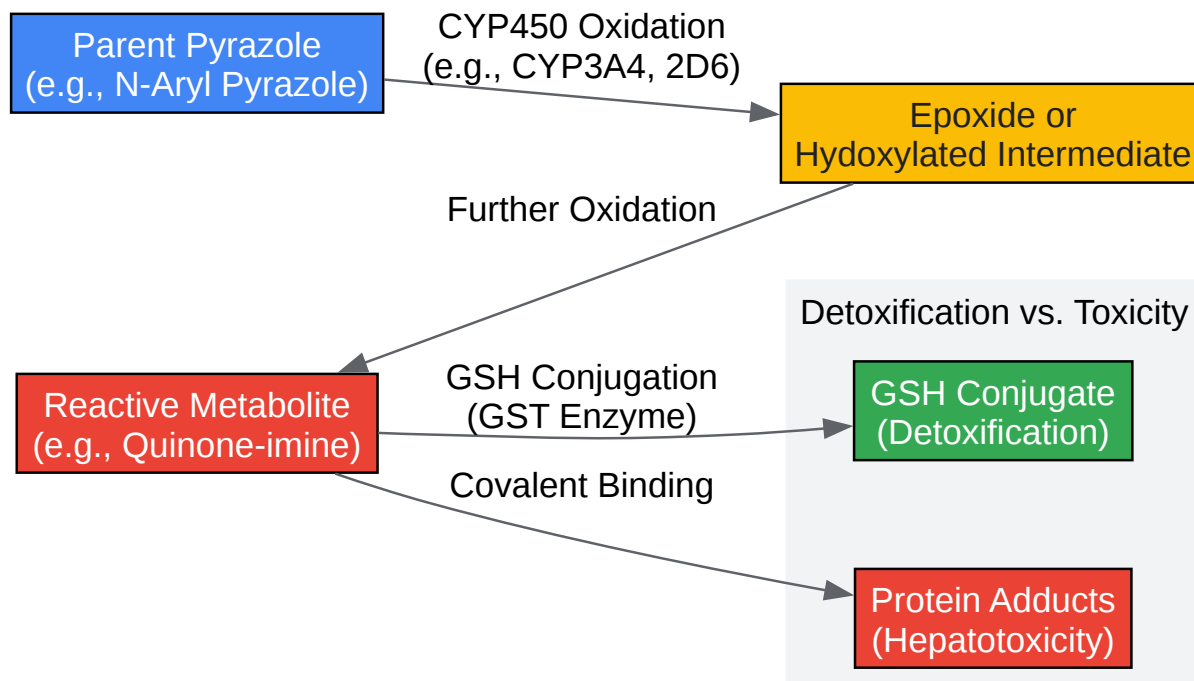 Parent Pyrazole
(e.g., N-Aryl Pyrazole)
CYP450 Oxidation
(e.g., CYP3A4, 2D6)
Epoxide or
Hydoxylated Intermediate
Further Oxidation
Detoxification vs. Toxicity
Reactive Metabolite
(e.g., Quinone-imine)
GSH Conjugation
(GST Enzyme)
GSH Conjugate
(Detoxification)
Covalent Binding
Protein Adducts
(Hepatotoxicity)